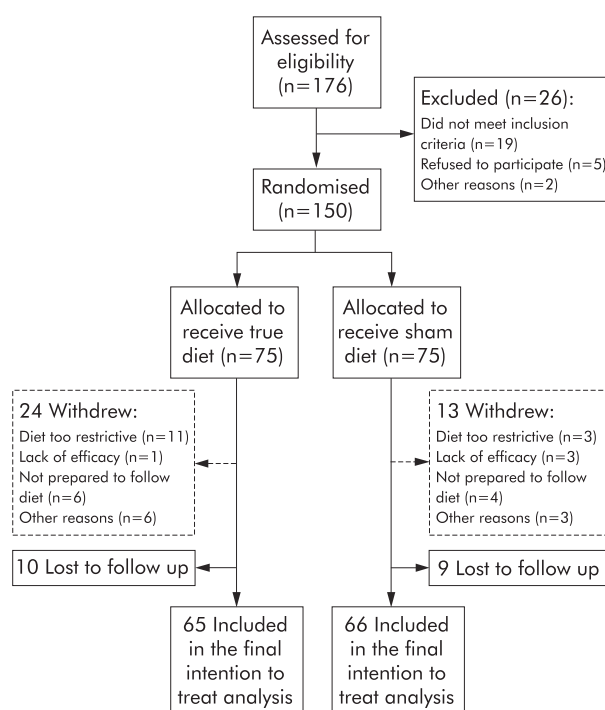 Assessed for
eligibility
(n=176)
Excluded (n=26):
Did not meet inclusion
criteria (n=19)
Refused to participate (n=5)
Other reasons (n=2)
Randomised
(n=150)
Allocated to
receive true
diet (n=75)
Allocated to
receive sham
diet (n=75)
24 Withdrew:
Diet too restrictive (n=11)
Lack of efficacy (n=1)
Not prepared to follow
diet (n=6)
Other reasons (n=6)
13 Withdrew:
Diet too restrictive (n=3)
Lack of efficacy (n=3)
Not prepared to follow
diet (n=4)
Other reasons (n=3)
10 Lost to follow up
9 Lost to follow up
65 Included
in the final
intention to
treat analysis
66 Included
in the final
intention to
treat analysis